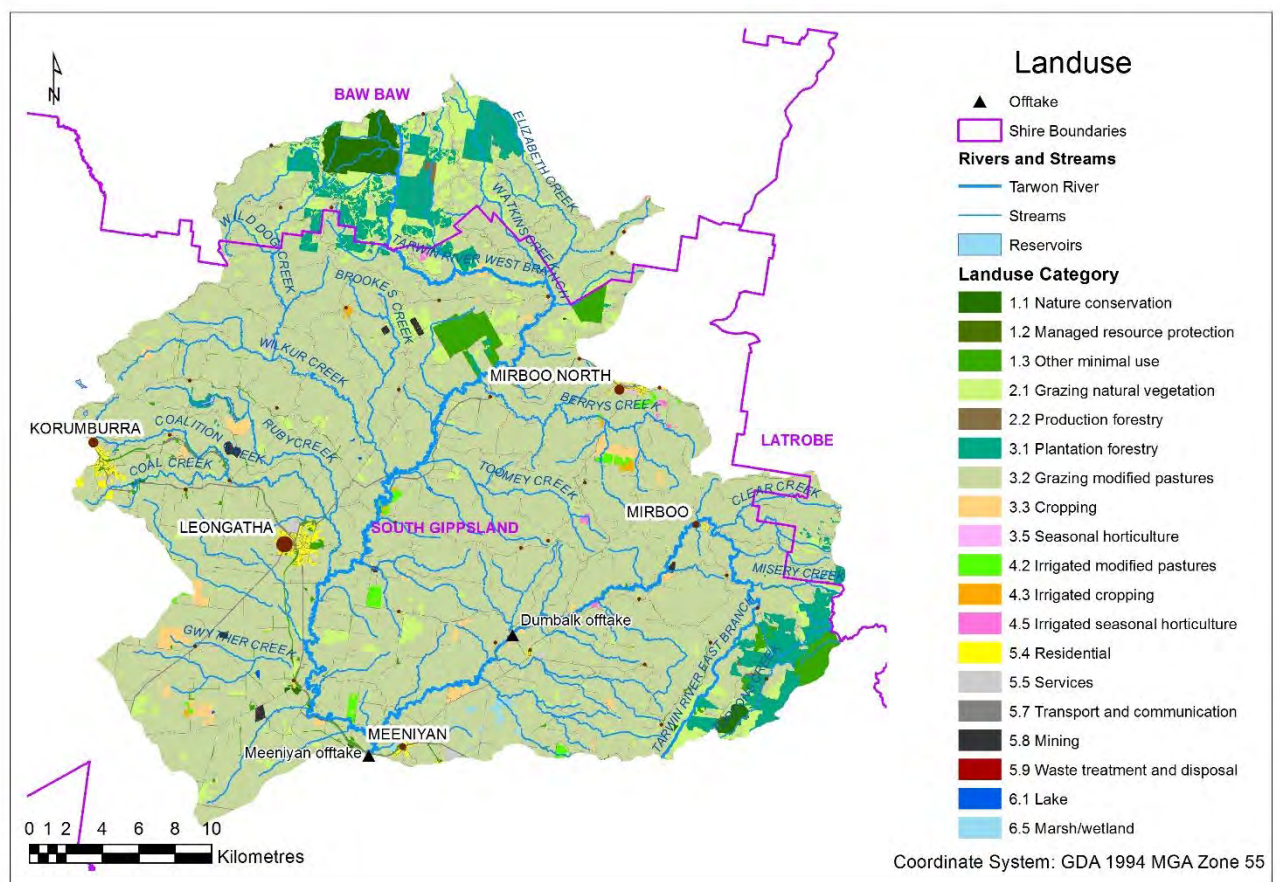 N
BAW BAW
ELIZABETH CREEK
WATKINS CREEK
WILD DOG CREEK
TARWIN RIVER WEST BRANCH
BROOKES CREEK
WILKUR CREEK
MIRBOO NORTH
BERRYS CREEK
KORUMBURRA
COALITION CREEK
RUBY CREEK
COAL CREEK
LATROBE
TOOMEY CREEK
CLEAR CREEK
MIRBOO
LEONGATHA
SOUTH GIPPSLAND
MISERY CREEK
Dumbalk offtake
GWYTHER CREEK
TARWIN RIVER EAST BRANCH
CREEK
MEENIYAN
Meeniyan offtake
0 1 2 4 6 8 10
Kilometres
Landuse
Offtake
Shire Boundaries
Rivers and Streams
Tarwon River
Streams
Reservoirs
Landuse Category
1.1 Nature conservation
1.2 Managed resource protection
1.3 Other minimal use
2.1 Grazing natural vegetation
2.2 Production forestry
3.1 Plantation forestry
3.2 Grazing modified pastures
3.3 Cropping
3.5 Seasonal horticulture
4.2 Irrigated modified pastures
4.3 Irrigated cropping
4.5 Irrigated seasonal horticulture
5.4 Residential
5.5 Services
5.7 Transport and communication
5.8 Mining
5.9 Waste treatment and disposal
6.1 Lake
6.5 Marsh/wetland
Coordinate System: GDA 1994 MGA Zone 55